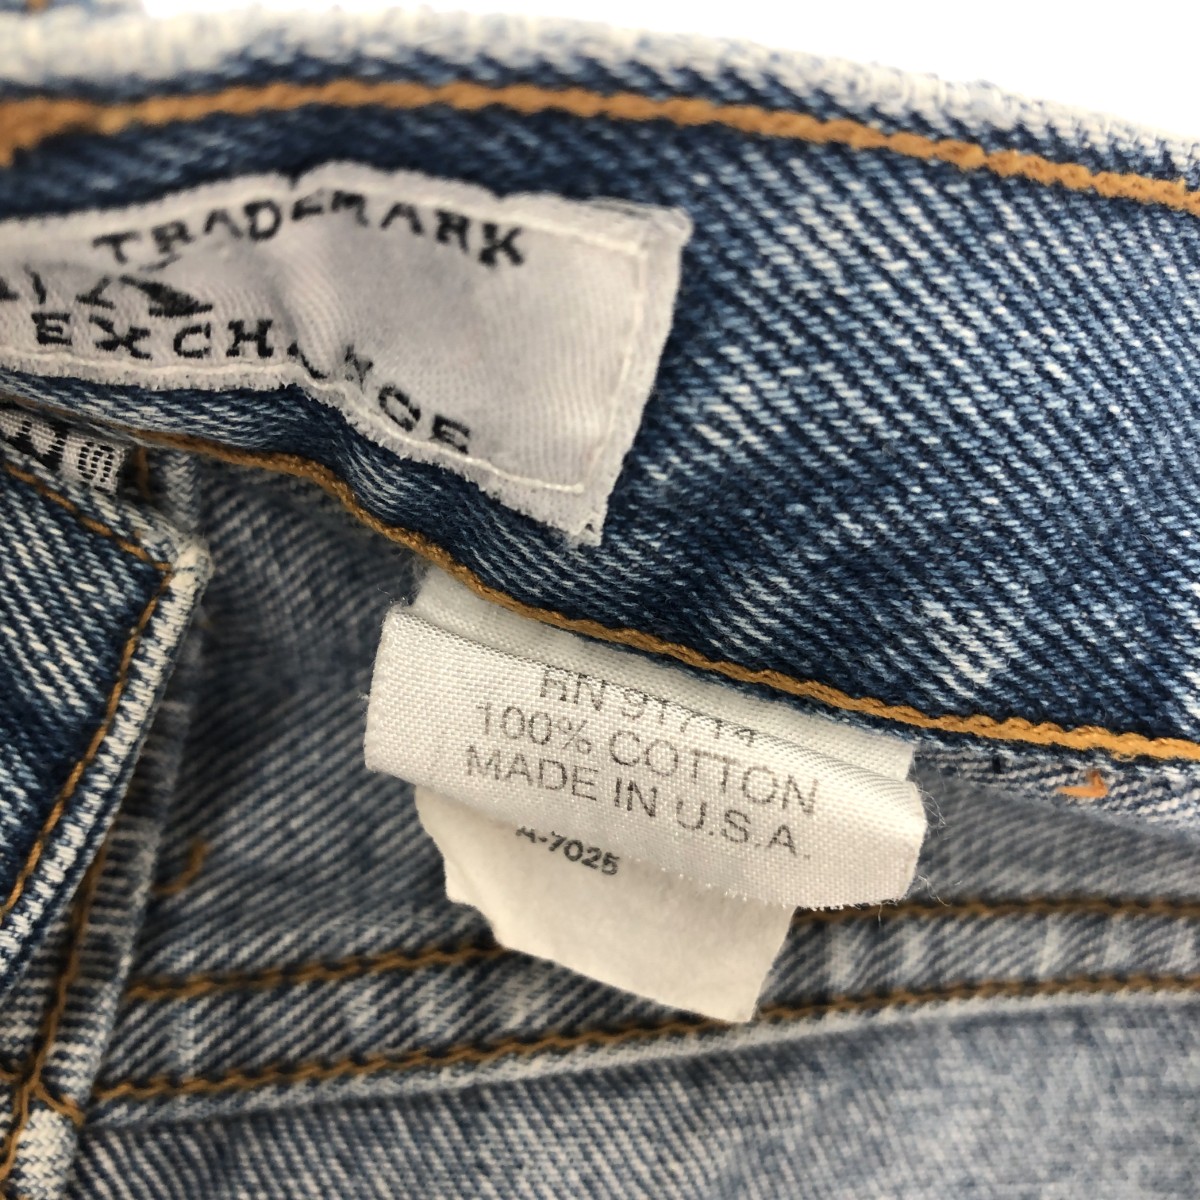 TRADEMARK
EXCHANGE
RN 91714
100% COTTON
MADE IN U.S.A.
A-7025